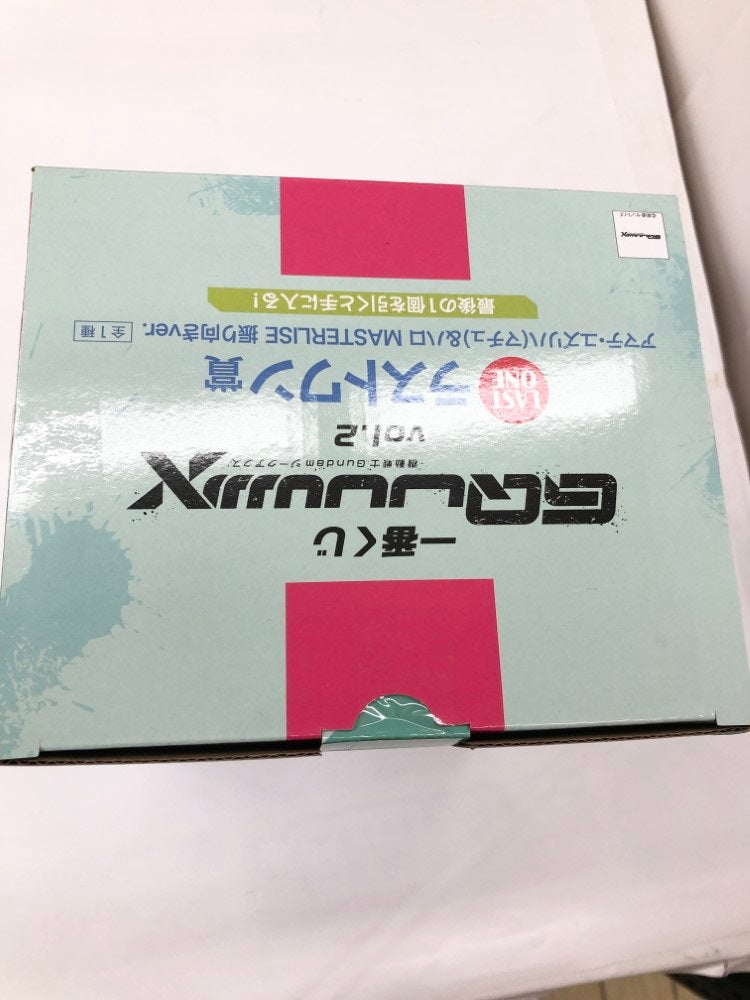 一番くじ
GQuuuuuuX
機動戦士Gundam ジークアクス
vol.2
LAST ONE
ラストワン賞
アマテ・ユズリハ(マチュ)&ハロ MASTERLISE 振り向きver. 全1種
最後の1個を引くと手に入る!
GQuuuuuuX